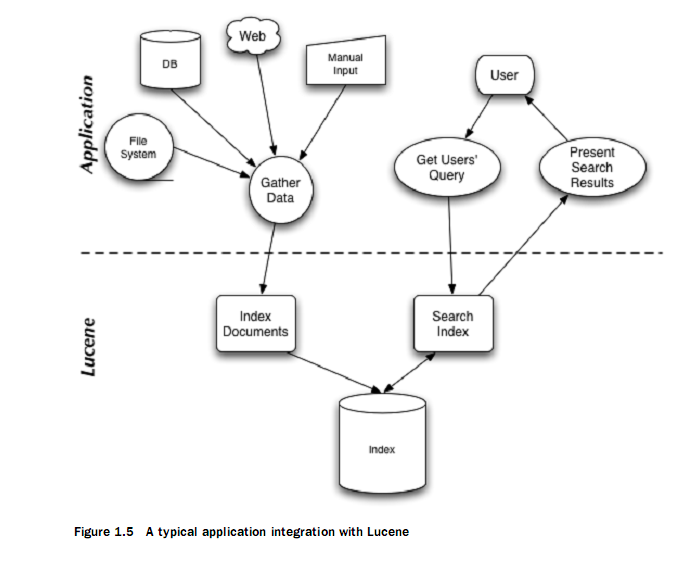 Application
DB
Web
Manual
Input
File
System
Gather
Data
User
Get Users'
Query
Present
Search
Results
Lucene
Index
Documents
Search
Index
Index
Figure 1.5 A typical application integration with Lucene